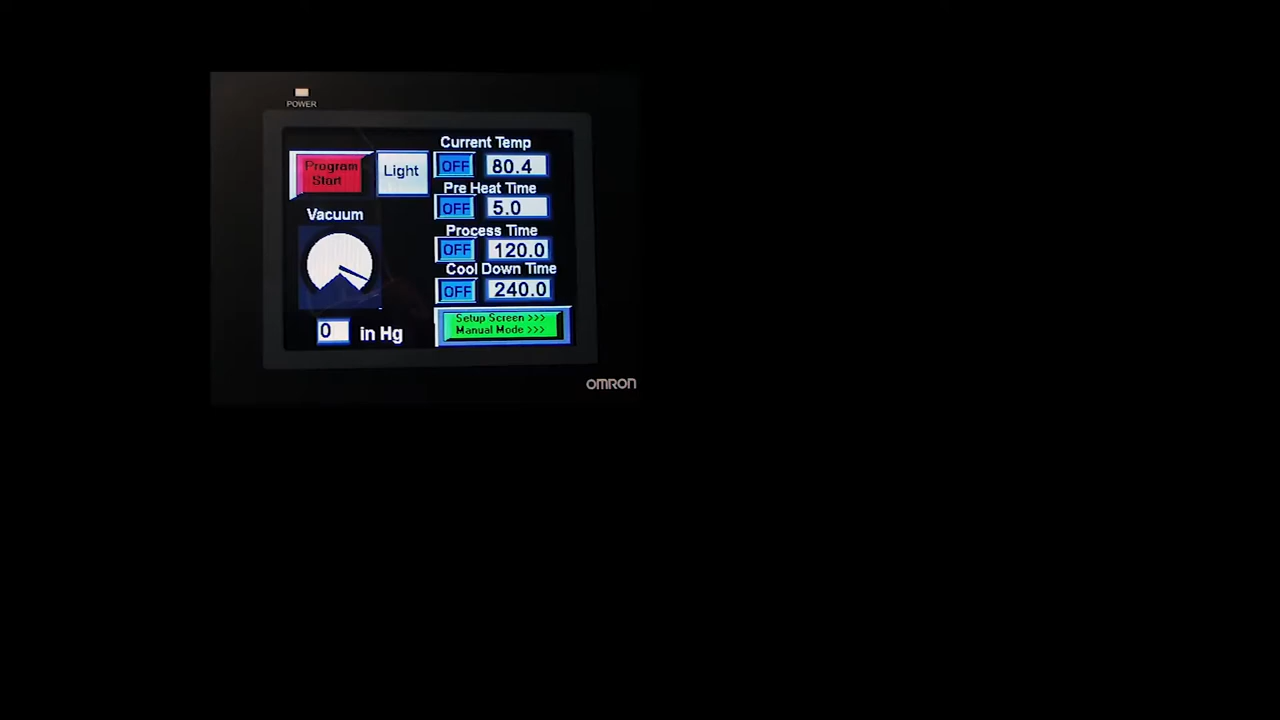 POWER
Program
Start
Light
Current Temp
OFF 80.4
Pre Heat Time
OFF 5.0
Process Time
OFF 120.0
Cool Down Time
OFF 240.0
Vacuum
0 in Hg
Setup Screen >>>
Manual Mode >>>
OMRON